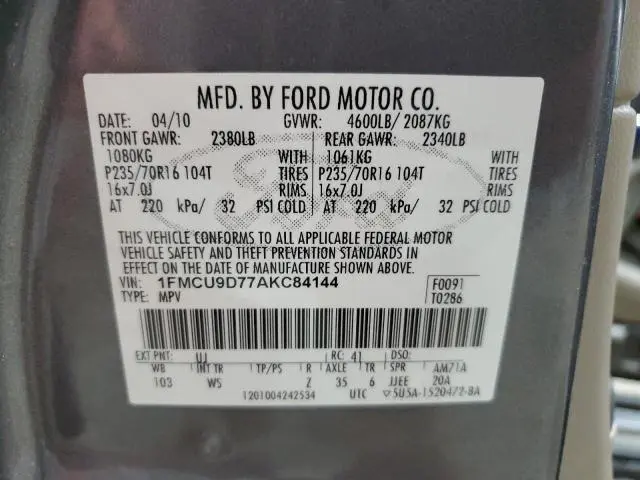 MFD. BY FORD MOTOR CO.
DATE: 04/10 GVWR: 4600LB/ 2087KG
FRONT GAWR: 2380LB REAR GAWR: 2340LB
1080KG WITH 1061KG WITH
P235/70R16 104T TIRES P235/70R16 104T TIRES
16x7.0J RIMS 16x7.0J RIMS
AT 220 kPa/ 32 PSI COLD AT 220 kPa/ 32 PSI COLD
Ford
THIS VEHICLE CONFORMS TO ALL APPLICABLE FEDERAL MOTOR
VEHICLE SAFETY AND THEFT PREVENTION STANDARDS IN
EFFECT ON THE DATE OF MANUFACTURE SHOWN ABOVE.
VIN: 1FMCU9D77AKC84144 F0091
TYPE: MPV T0286
EXT PNT: UJ RC: 41 DSO:
WB INT TR TP/PS R AXLE TR SPR AM71A
103 WS Z 35 6 JJEE 20A
1201004242534 UTC ▽5U5A-1520472-BA